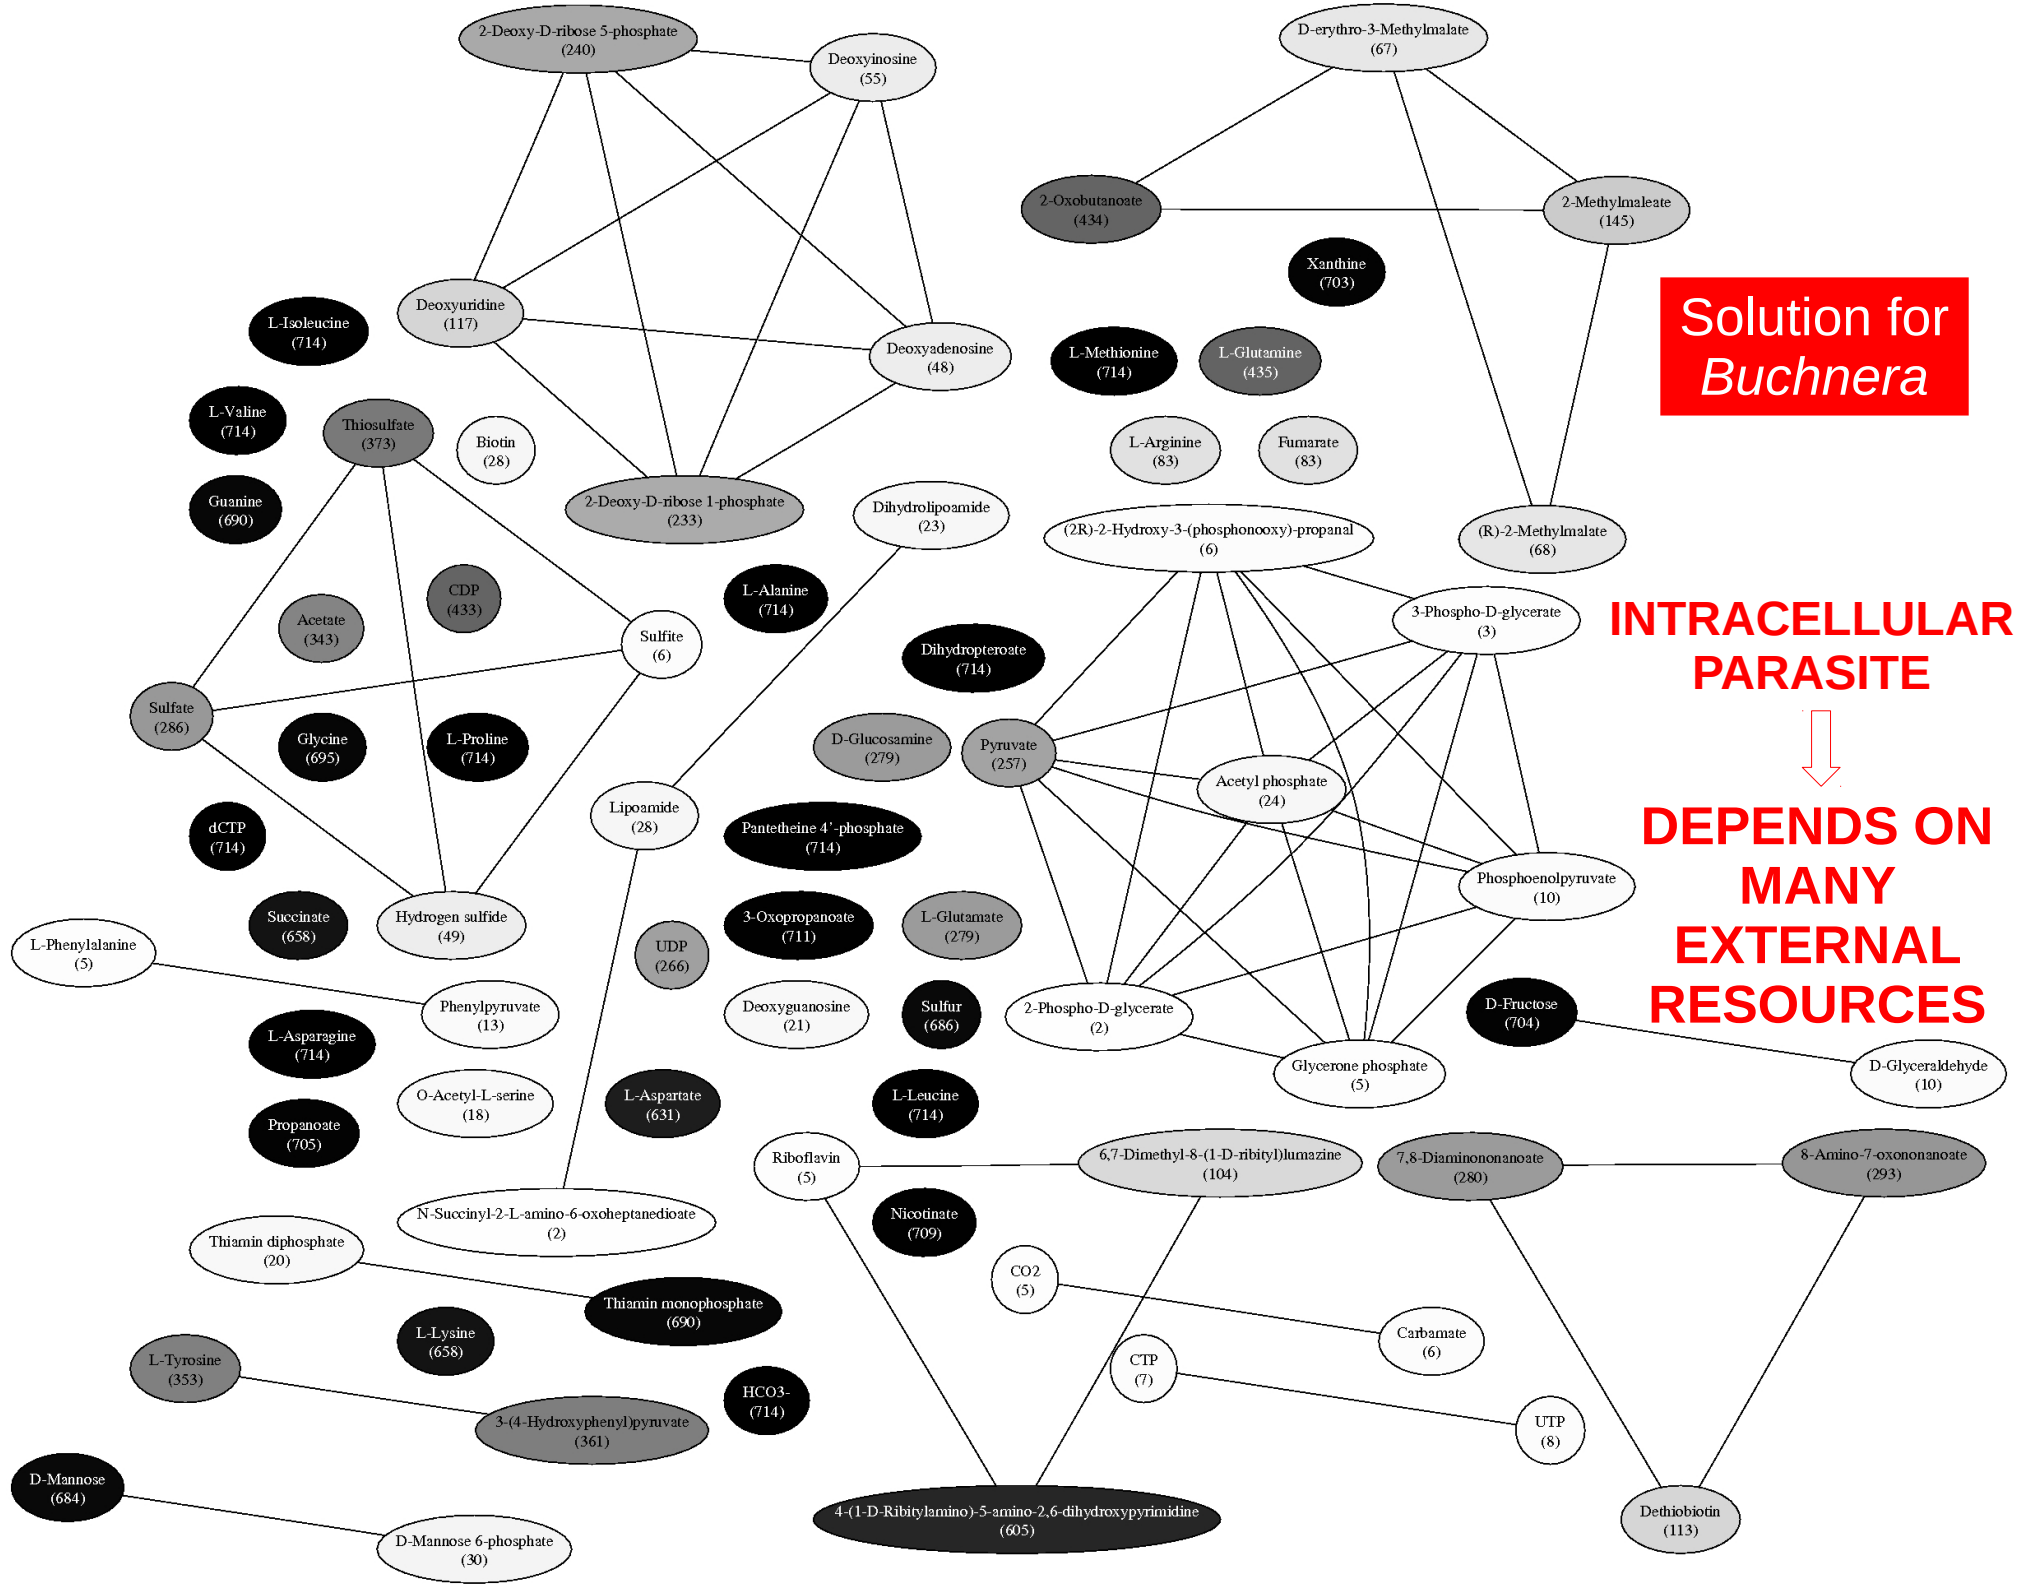 2-Deoxy-D-ribose 5-phosphate
(240)
Deoxyinosine
(55)
D-erythro-3-Methylmalate
(67)
2-Oxobutanoate
(434)
2-Methylmaleate
(145)
Xanthine
(703)
Deoxyuridine
(117)
L-Isoleucine
(714)
Deoxyadenosine
(48)
L-Methionine
(714)
L-Glutamine
(435)
Solution for
Buchnera
L-Valine
(714)
Thiosulfate
(373)
Biotin
(28)
L-Arginine
(83)
Fumarate
(83)
Guanine
(690)
2-Deoxy-D-ribose 1-phosphate
(233)
Dihydrolipoamide
(23)
(2R)-2-Hydroxy-3-(phosphonooxy)-propanal
(6)
(R)-2-Methylmalate
(68)
Acetate
(343)
CDP
(433)
L-Alanine
(714)
Sulfite
(6)
3-Phospho-D-glycerate
(3)
INTRACELLULAR
PARASITE
Dihydropteroate
(714)
Sulfate
(286)
Glycine
(695)
L-Proline
(714)
D-Glucosamine
(279)
Pyruvate
(257)
Acetyl phosphate
(24)
dCTP
(714)
Lipoamide
(28)
Pantetheine 4'-phosphate
(714)
Phosphoenolpyruvate
(10)
DEPENDS ON
MANY
EXTERNAL
RESOURCES
Succinate
(658)
Hydrogen sulfide
(49)
3-Oxopropanoate
(711)
L-Glutamate
(279)
L-Phenylalanine
(5)
UDP
(266)
Phenylpyruvate
(13)
Deoxyguanosine
(21)
Sulfur
(686)
2-Phospho-D-glycerate
(2)
D-Fructose
(704)
L-Asparagine
(714)
Glycerone phosphate
(5)
D-Glyceraldehyde
(10)
O-Acetyl-L-serine
(18)
L-Aspartate
(631)
L-Leucine
(714)
Propanoate
(705)
Riboflavin
(5)
6,7-Dimethyl-8-(1-D-ribityl)lumazine
(104)
7,8-Diaminononanoate
(280)
8-Amino-7-oxononanoate
(293)
N-Succinyl-2-L-amino-6-oxoheptanedioate
(2)
Nicotinate
(709)
Thiamin diphosphate
(20)
CO2
(5)
Thiamin monophosphate
(690)
L-Lysine
(658)
Carbamate
(6)
L-Tyrosine
(353)
CTP
(7)
HCO3-
(714)
3-(4-Hydroxyphenyl)pyruvate
(361)
UTP
(8)
D-Mannose
(684)
4-(1-D-Ribitylamino)-5-amino-2,6-dihydroxypyrimidine
(605)
Dethiobiotin
(113)
D-Mannose 6-phosphate
(30)